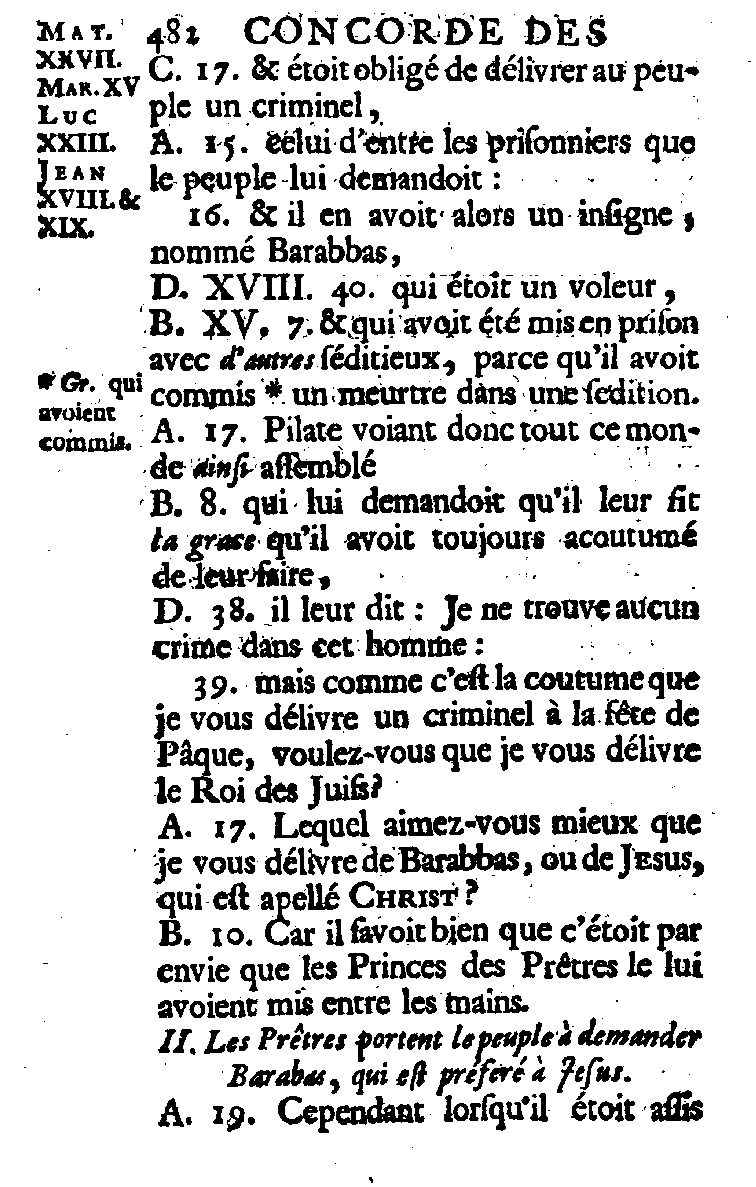 MAT.
XXVII.
MAR. XV
LUC
XXIII.
JEAN
XVIII. &
XIX.
482 CONCORDE DES
C. 17. & étoit obligé de délivrer au peu-
ple un criminel,
A. 15. celui d'entre les priſonniers que
le peuple lui demandoit :
16. & il en avoit alors un inſigne,
nommé Barabbas,
D. XVIII. 40. qui étoit un voleur,
B. XV. 7. & qui avoit été mis en priſon
avec d'autres ſéditieux, parce qu'il avoit
commis * un meurtre dans une ſedition.
* Gr. qui
avoient
commis.
A. 17. Pilate voiant donc tout ce mon-
de ainſi aſſemblé
B. 8. qui lui demandoit qu'il leur fit
la grace qu'il avoit toujours acoutumé
de leur faire,
D. 38. il leur dit : Je ne trouve aucun
crime dans cet homme :
39. mais comme c'eſt la coutume que
je vous délivre un criminel à la fête de
Pâque, voulez-vous que je vous délivre
le Roi des Juifs?
A. 17. Lequel aimez-vous mieux que
je vous délivre de Barabbas, ou de JESUS,
qui eſt apellé CHRIST ?
B. 10. Car il ſavoit bien que c'étoit par
envie que les Princes des Prêtres le lui
avoient mis entre les mains.
II. Les Prêtres portent le peuple à demander
Barabas, qui eſt préferé à Jeſus.
A. 19. Cependant lorſqu'il étoit aſſis